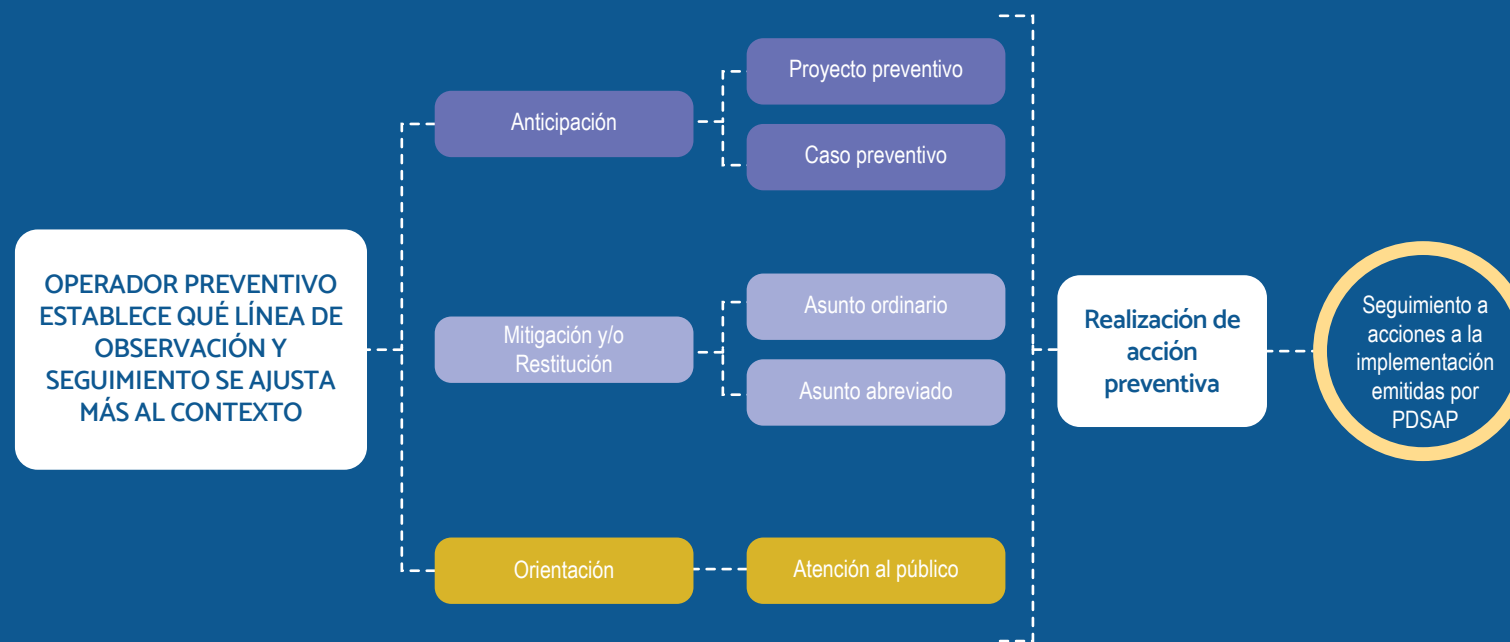 OPERADOR PREVENTIVO
ESTABLECE QUÉ LÍNEA DE
OBSERVACIÓN Y
SEGUIMIENTO SE AJUSTA
MÁS AL CONTEXTO
Anticipación
Proyecto preventivo
Caso preventivo
Mitigación y/o
Restitución
Asunto ordinario
Asunto abreviado
Orientación
Atención al público
Realización de
acción
preventiva
Seguimiento a
acciones a la
implementación
emitidas por
PDSAP